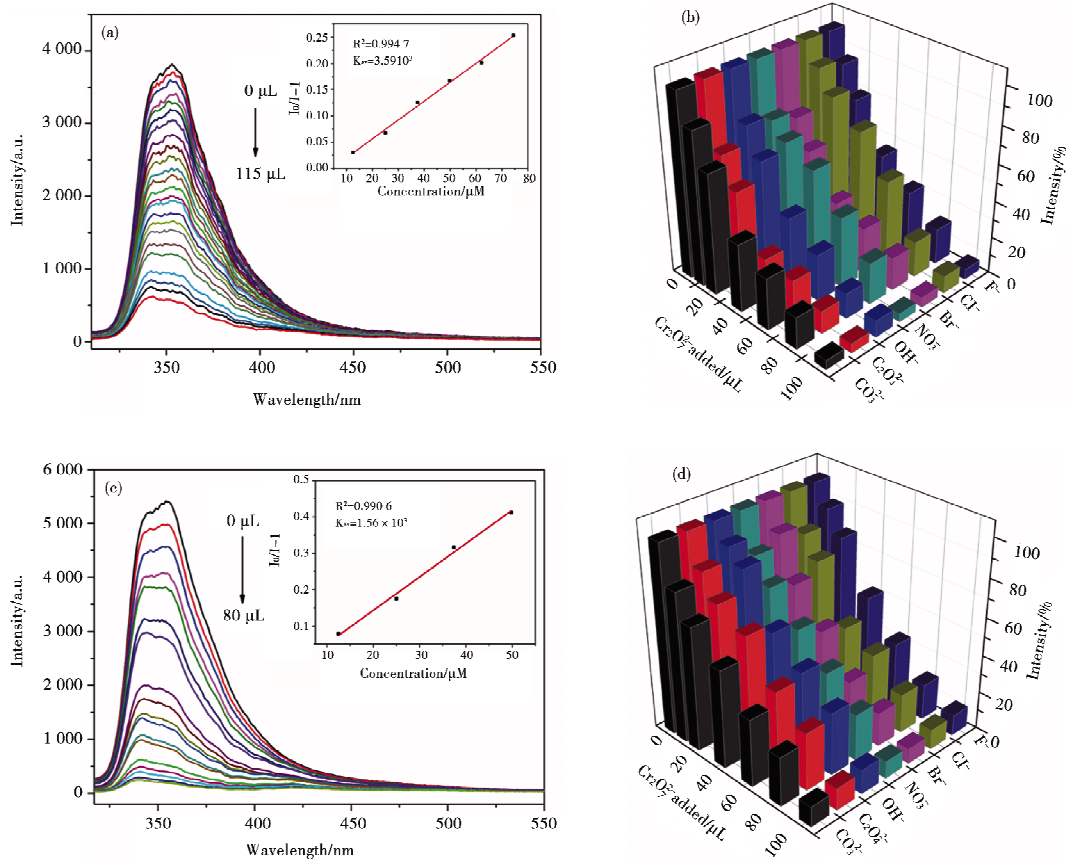 (a)
4 000
3 000
2 000
1 000
0
Intensity/a.u.
350 400 450 500 550
Wavelength/nm
0 μL
115 μL
R²=0.994 7
Kₛᵥ=3.5910³
I₀/I−1
0.25
0.20
0.15
0.10
0.05
0.00
10 20 30 40 50 60 70 80
Concentration/μM
(b)
100
80
60
40
20
0
Intensity/%
0 20 40 60 80 100
Cr₂O₇²⁻added/μL
F⁻
Cl⁻
Br⁻
NO₃⁻
OH⁻
C₂O₃²⁻
CO₃²⁻
(c)
6 000
5 000
4 000
3 000
2 000
1 000
0
Intensity/a.u.
350 400 450 500 550
Wavelength/nm
0 μL
80 μL
R²=0.990 6
Kₛᵥ=1.56 × 10³
I₀/I−1
0.5
0.4
0.3
0.2
0.1
10 20 30 40 50
Concentration/μM
(d)
100
80
60
40
20
0
Intensity/%
0 20 40 60 80 100
Cr₂O₇²⁻added/μL
F⁻
Cl⁻
Br⁻
NO₃⁻
OH⁻
C₂O₄²⁻
CO₃²⁻